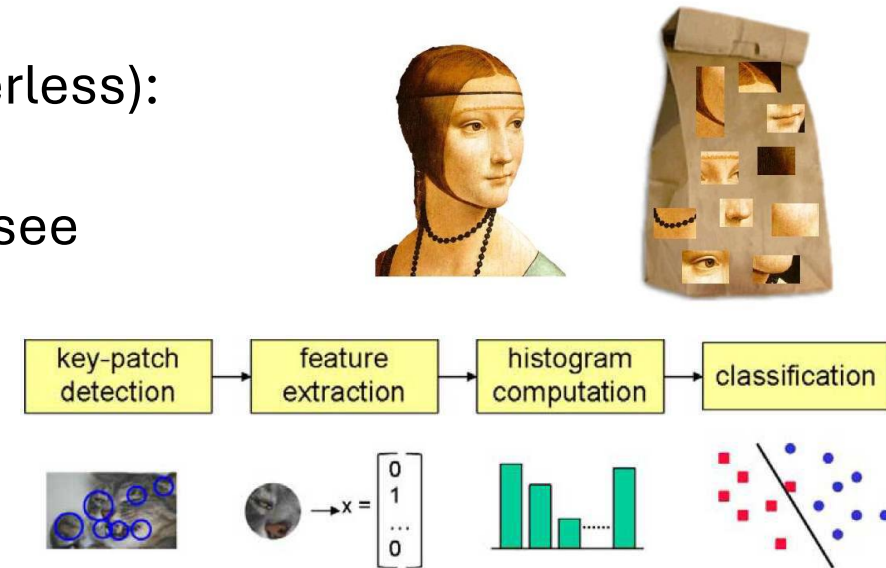 erless):
see
key-patch
detection
feature
extraction
histogram
computation
classification
x =
0
1
...
0
......